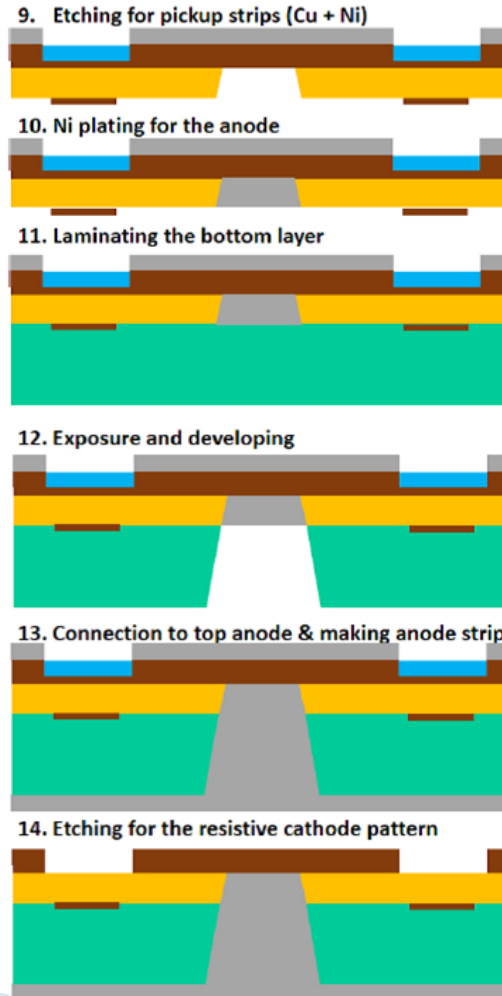 9. Etching for pickup strips (Cu + Ni)
10. Ni plating for the anode
11. Laminating the bottom layer
12. Exposure and developing
13. Connection to top anode & making anode strip
14. Etching for the resistive cathode pattern